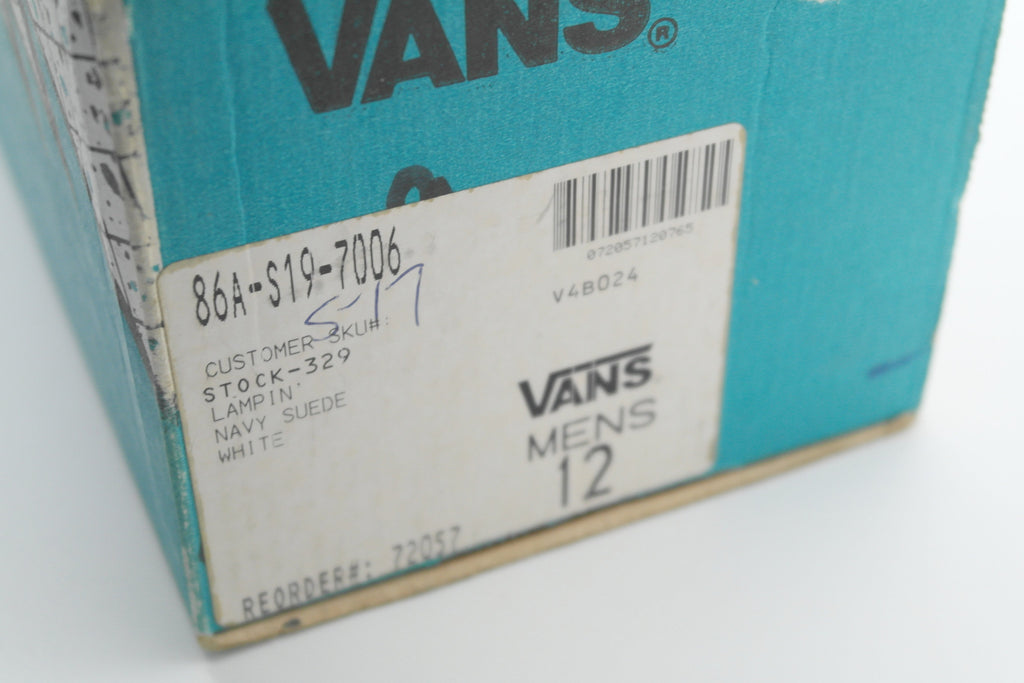 VANS®
86A-S19-7006
S-17
072057120765
V4B024
CUSTOMER SKU#:
STOCK-329
LAMPIN'
NAVY SUEDE
WHITE
VANS
MENS
12
REORDER#: 72057